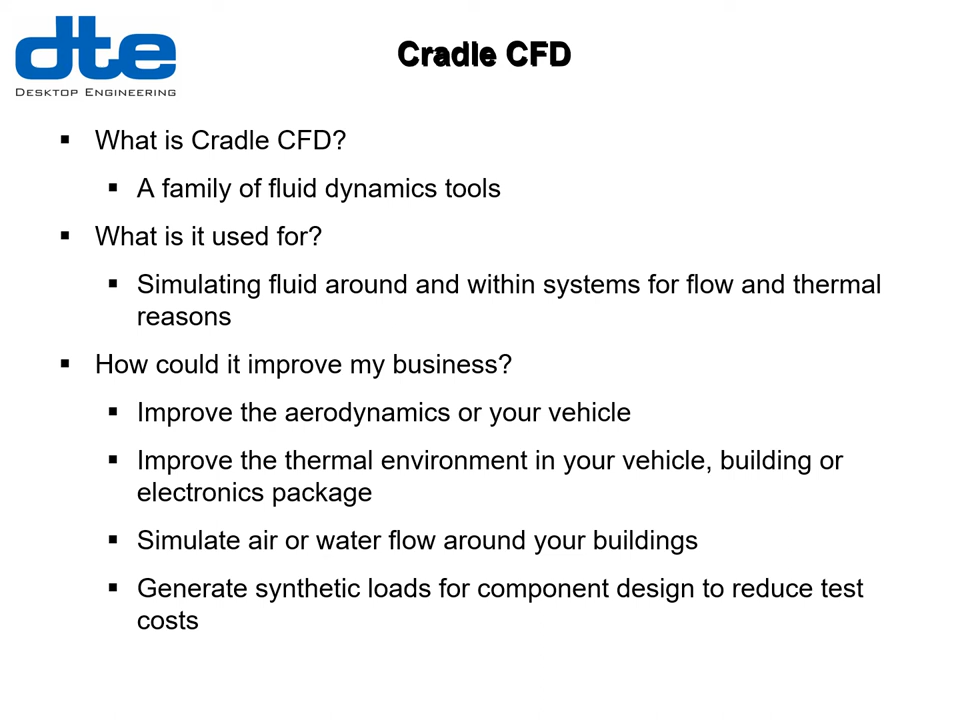 dte
DESKTOP ENGINEERING
Cradle CFD
▪ What is Cradle CFD?
▪ A family of fluid dynamics tools
▪ What is it used for?
▪ Simulating fluid around and within systems for flow and thermal
reasons
▪ How could it improve my business?
▪ Improve the aerodynamics or your vehicle
▪ Improve the thermal environment in your vehicle, building or
electronics package
▪ Simulate air or water flow around your buildings
▪ Generate synthetic loads for component design to reduce test
costs